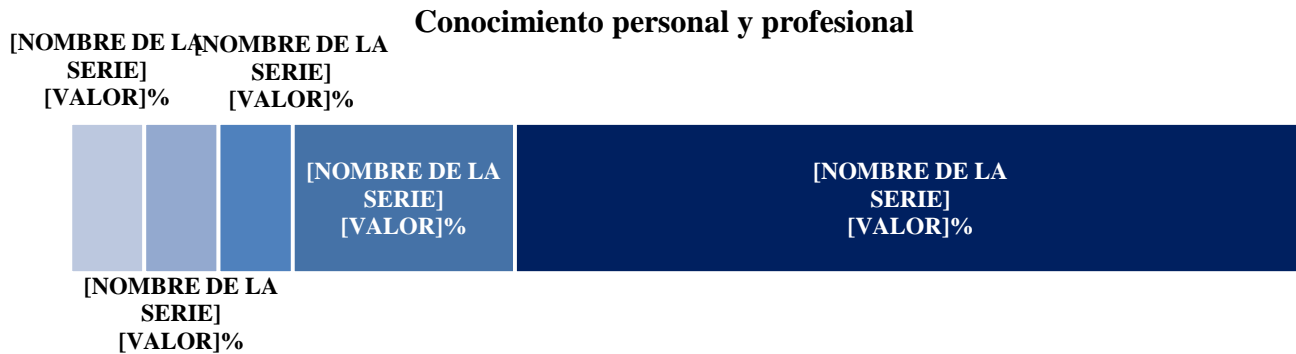 Conocimiento personal y profesional
[NOMBRE DE LA
SERIE]
[VALOR]%
[NOMBRE DE LA
SERIE]
[VALOR]%
[NOMBRE DE LA
SERIE]
[VALOR]%
[NOMBRE DE LA
SERIE]
[VALOR]%
[NOMBRE DE LA
SERIE]
[VALOR]%